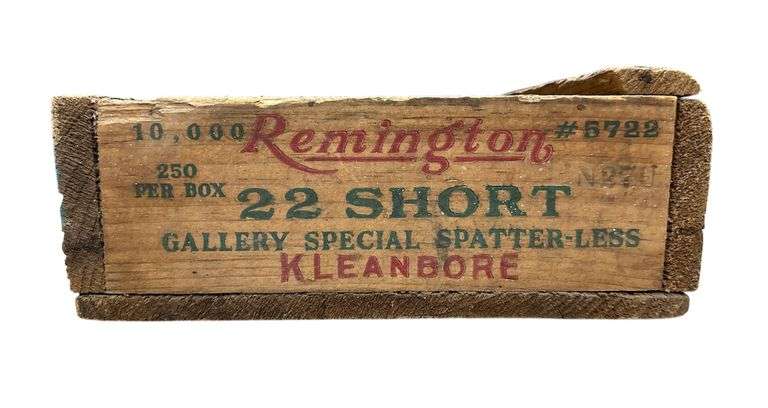 10,000 Remington #5722
250
PER BOX
22 SHORT
GALLERY SPECIAL SPATTER-LESS
KLEANBORE